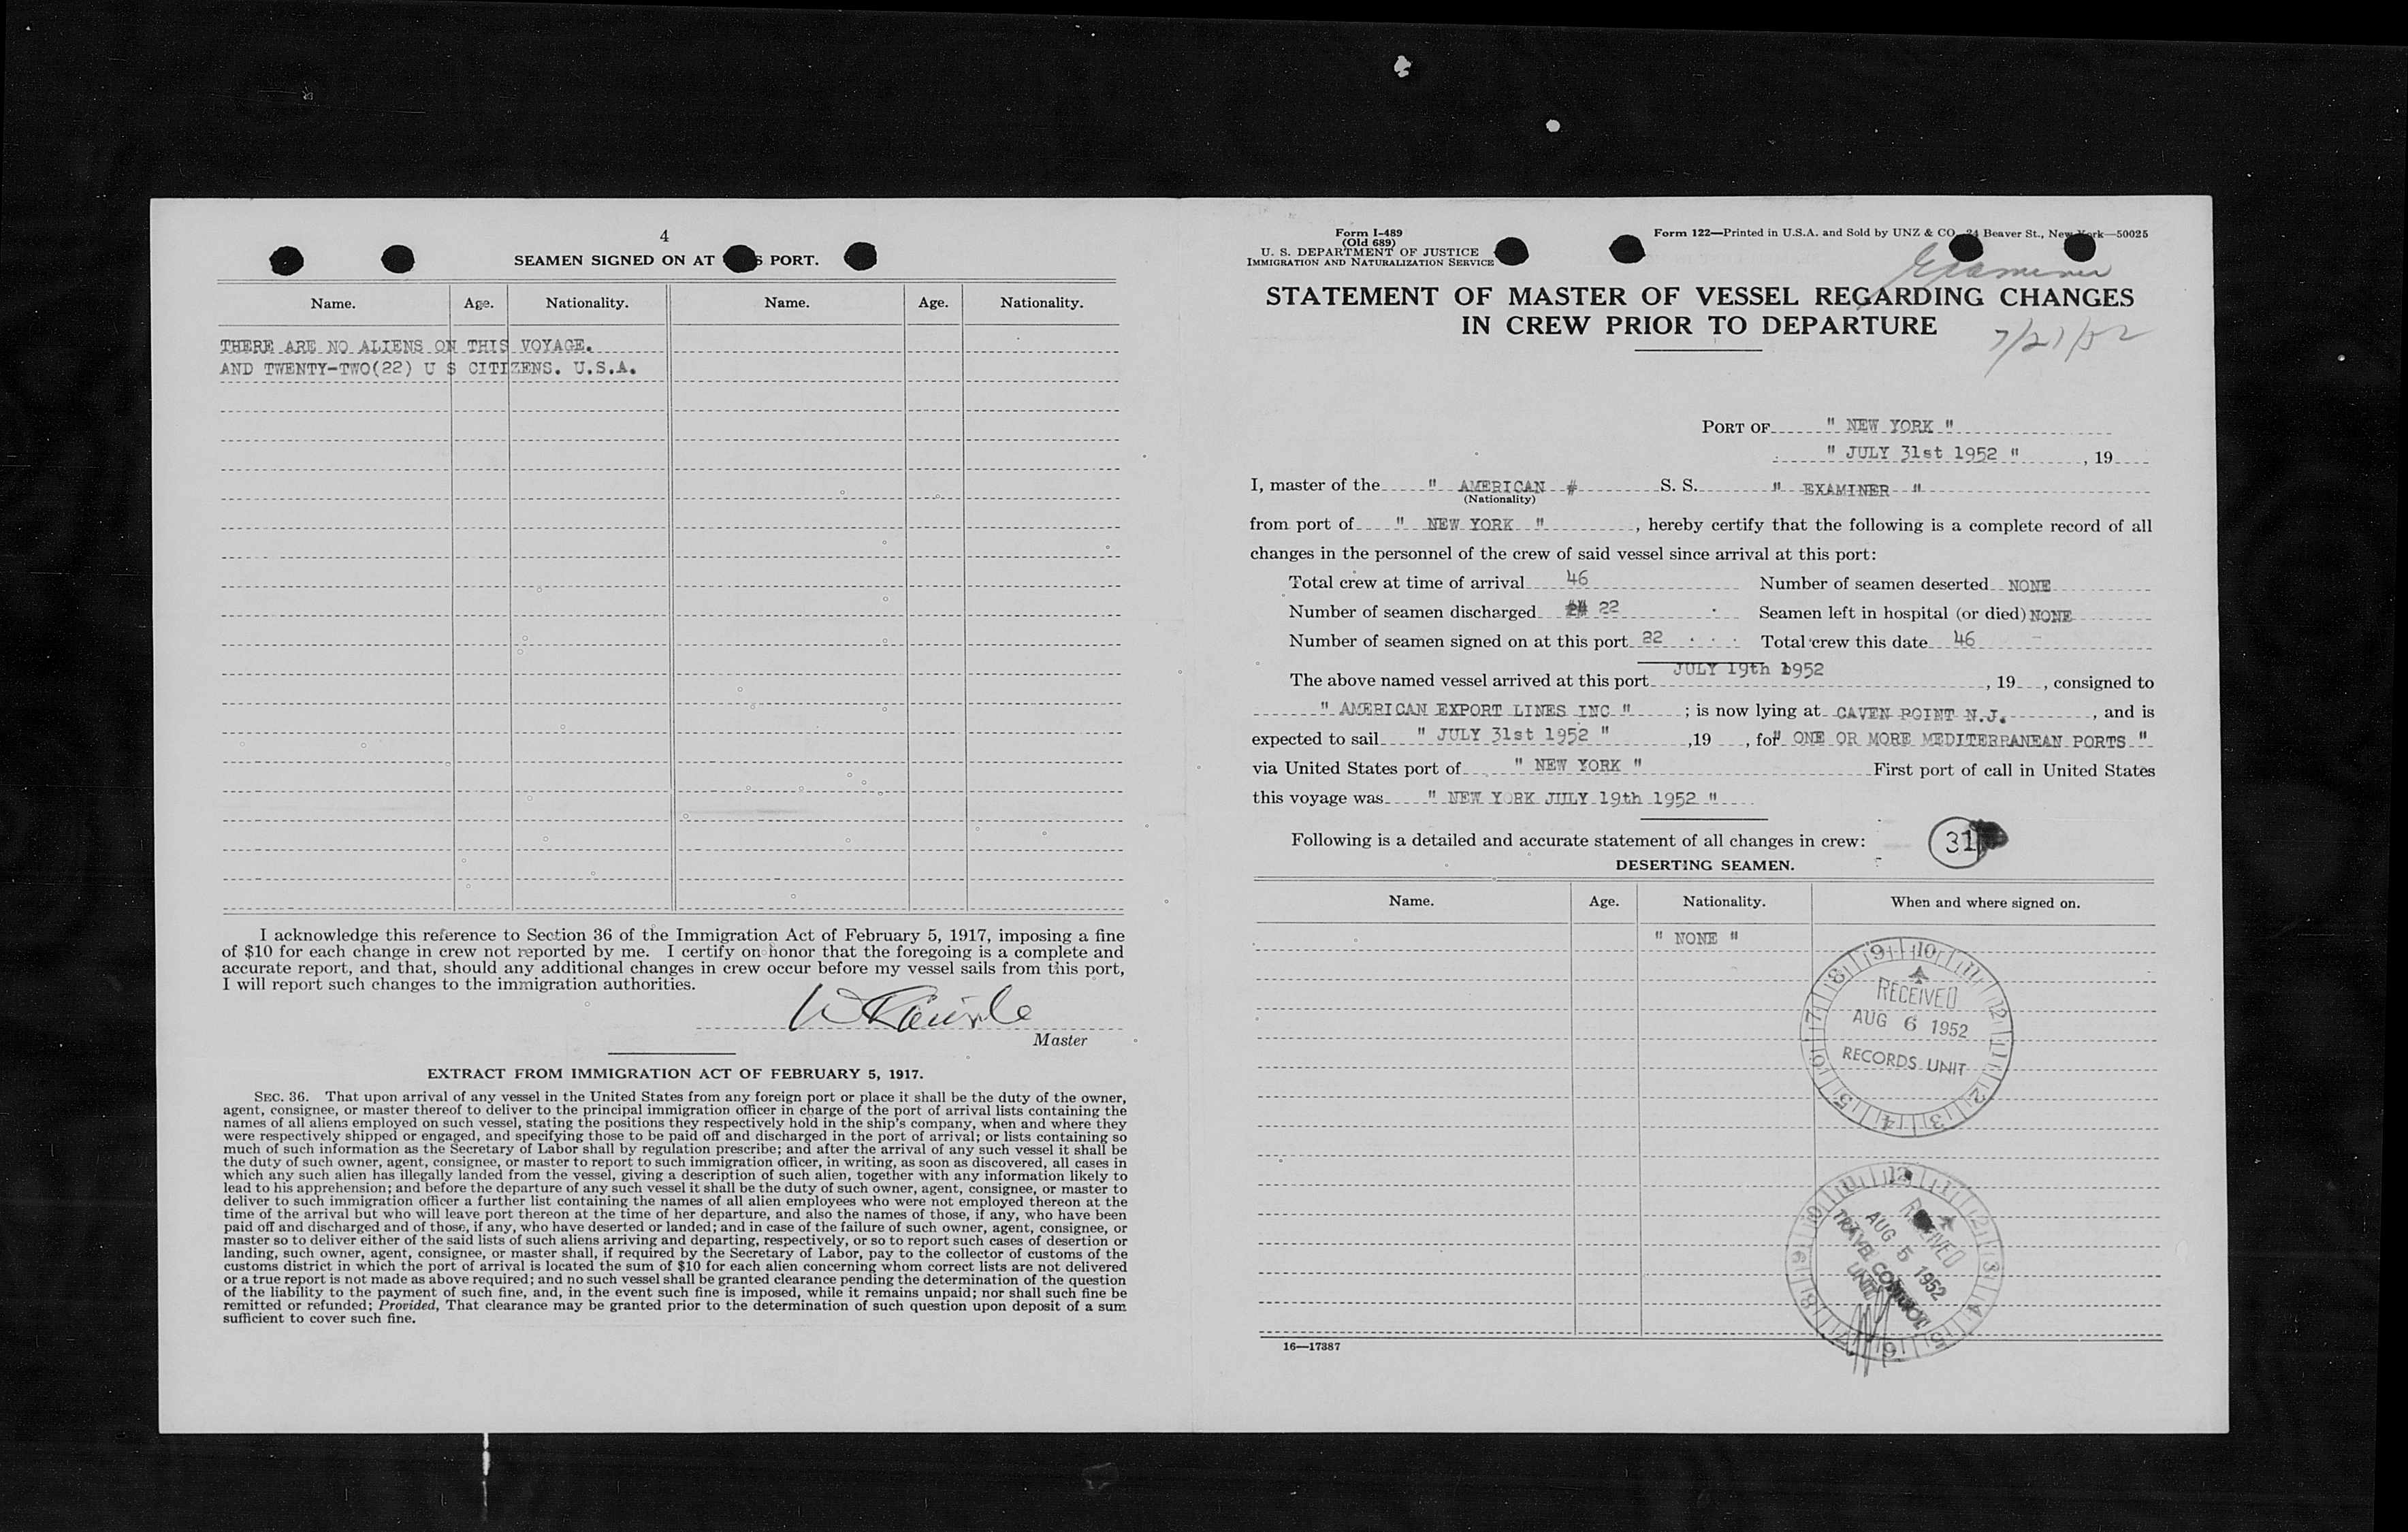 4
SEAMEN SIGNED ON AT S PORT.
Name. Age. Nationality. Name. Age. Nationality.
THERE ARE NO ALIENS ON THIS VOYAGE.
AND TWENTY-TWO(22) U S CITIZENS. U.S.A.
I acknowledge this reference to Section 36 of the Immigration Act of February 5, 1917, imposing a fine
of $10 for each change in crew not reported by me. I certify on honor that the foregoing is a complete and
accurate report, and that, should any additional changes in crew occur before my vessel sails from this port,
I will report such changes to the immigration authorities.
Master
EXTRACT FROM IMMIGRATION ACT OF FEBRUARY 5, 1917.
SEC. 36. That upon arrival of any vessel in the United States from any foreign port or place it shall be the duty of the owner,
agent, consignee, or master thereof to deliver to the principal immigration officer in charge of the port of arrival lists containing the
names of all aliens employed on such vessel, stating the positions they respectively hold in the ship's company, when and where they
were respectively shipped or engaged, and specifying those to be paid off and discharged in the port of arrival; or lists containing so
much of such information as the Secretary of Labor shall by regulation prescribe; and after the arrival of any such vessel it shall be
the duty of such owner, agent, consignee, or master to report to such immigration officer, in writing, as soon as discovered, all cases in
which any such alien has illegally landed from the vessel, giving a description of such alien, together with any information likely to
lead to his apprehension; and before the departure of any such vessel it shall be the duty of such owner, agent, consignee, or master to
deliver to such immigration officer a further list containing the names of all alien employees who were not employed thereon at the
time of the arrival but who will leave port thereon at the time of her departure, and also the names of those, if any, who have been
paid off and discharged and of those, if any, who have deserted or landed; and in case of the failure of such owner, agent, consignee, or
master so to deliver either of the said lists of such aliens arriving and departing, respectively, or so to report such cases of desertion or
landing, such owner, agent, consignee, or master shall, if required by the Secretary of Labor, pay to the collector of customs of the
customs district in which the port of arrival is located the sum of $10 for each alien concerning whom correct lists are not delivered
or a true report is not made as above required; and no such vessel shall be granted clearance pending the determination of the question
of the liability to the payment of such fine, and, in the event such fine is imposed, while it remains unpaid; nor shall such fine be
remitted or refunded; Provided, That clearance may be granted prior to the determination of such question upon deposit of a sum
sufficient to cover such fine.
Form I-489
(Old 689)
U. S. DEPARTMENT OF JUSTICE
IMMIGRATION AND NATURALIZATION SERVICE
Form 122—Printed in U.S.A. and Sold by UNZ & CO. 24 Beaver St., New York—50025
Examiner
STATEMENT OF MASTER OF VESSEL REGARDING CHANGES
IN CREW PRIOR TO DEPARTURE
7/21/52
PORT OF " NEW YORK "
" JULY 31st 1952 " , 19
I, master of the " AMERICAN # S. S. " EXAMINER "
(Nationality)
from port of " NEW YORK " , hereby certify that the following is a complete record of all
changes in the personnel of the crew of said vessel since arrival at this port:
Total crew at time of arrival 46 Number of seamen deserted NONE
Number of seamen discharged 22 Seamen left in hospital (or died) NONE
Number of seamen signed on at this port 22 Total crew this date 46
The above named vessel arrived at this port JULY 19th 1952 , 19 , consigned to
" AMERICAN EXPORT LINES INC " ; is now lying at CAVEN POINT N.J. , and is
expected to sail " JULY 31st 1952 " ,19 , for " ONE OR MORE MEDITERRANEAN PORTS "
via United States port of " NEW YORK " First port of call in United States
this voyage was " NEW YORK JULY 19th 1952 "
Following is a detailed and accurate statement of all changes in crew: 31
DESERTING SEAMEN.
Name. Age. Nationality. When and where signed on.
" NONE "
9 10 11 12 1 2 3 4 5 6 7 8
RECEIVED
AUG 6 1952
RECORDS UNIT
12 1 2 3 4 5 6 7 8 9 10 11
RECEIVED
AUG 5 1952
TRAVEL CONTROL
UNIT
16—17387